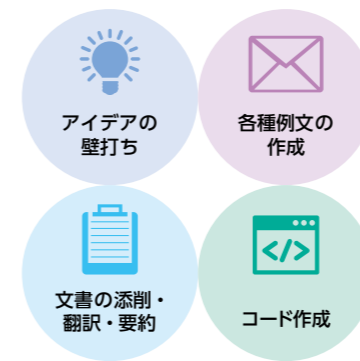 アイデアの
壁打ち
各種例文の
作成
</>
文書の添削・
翻訳・要約
コード作成